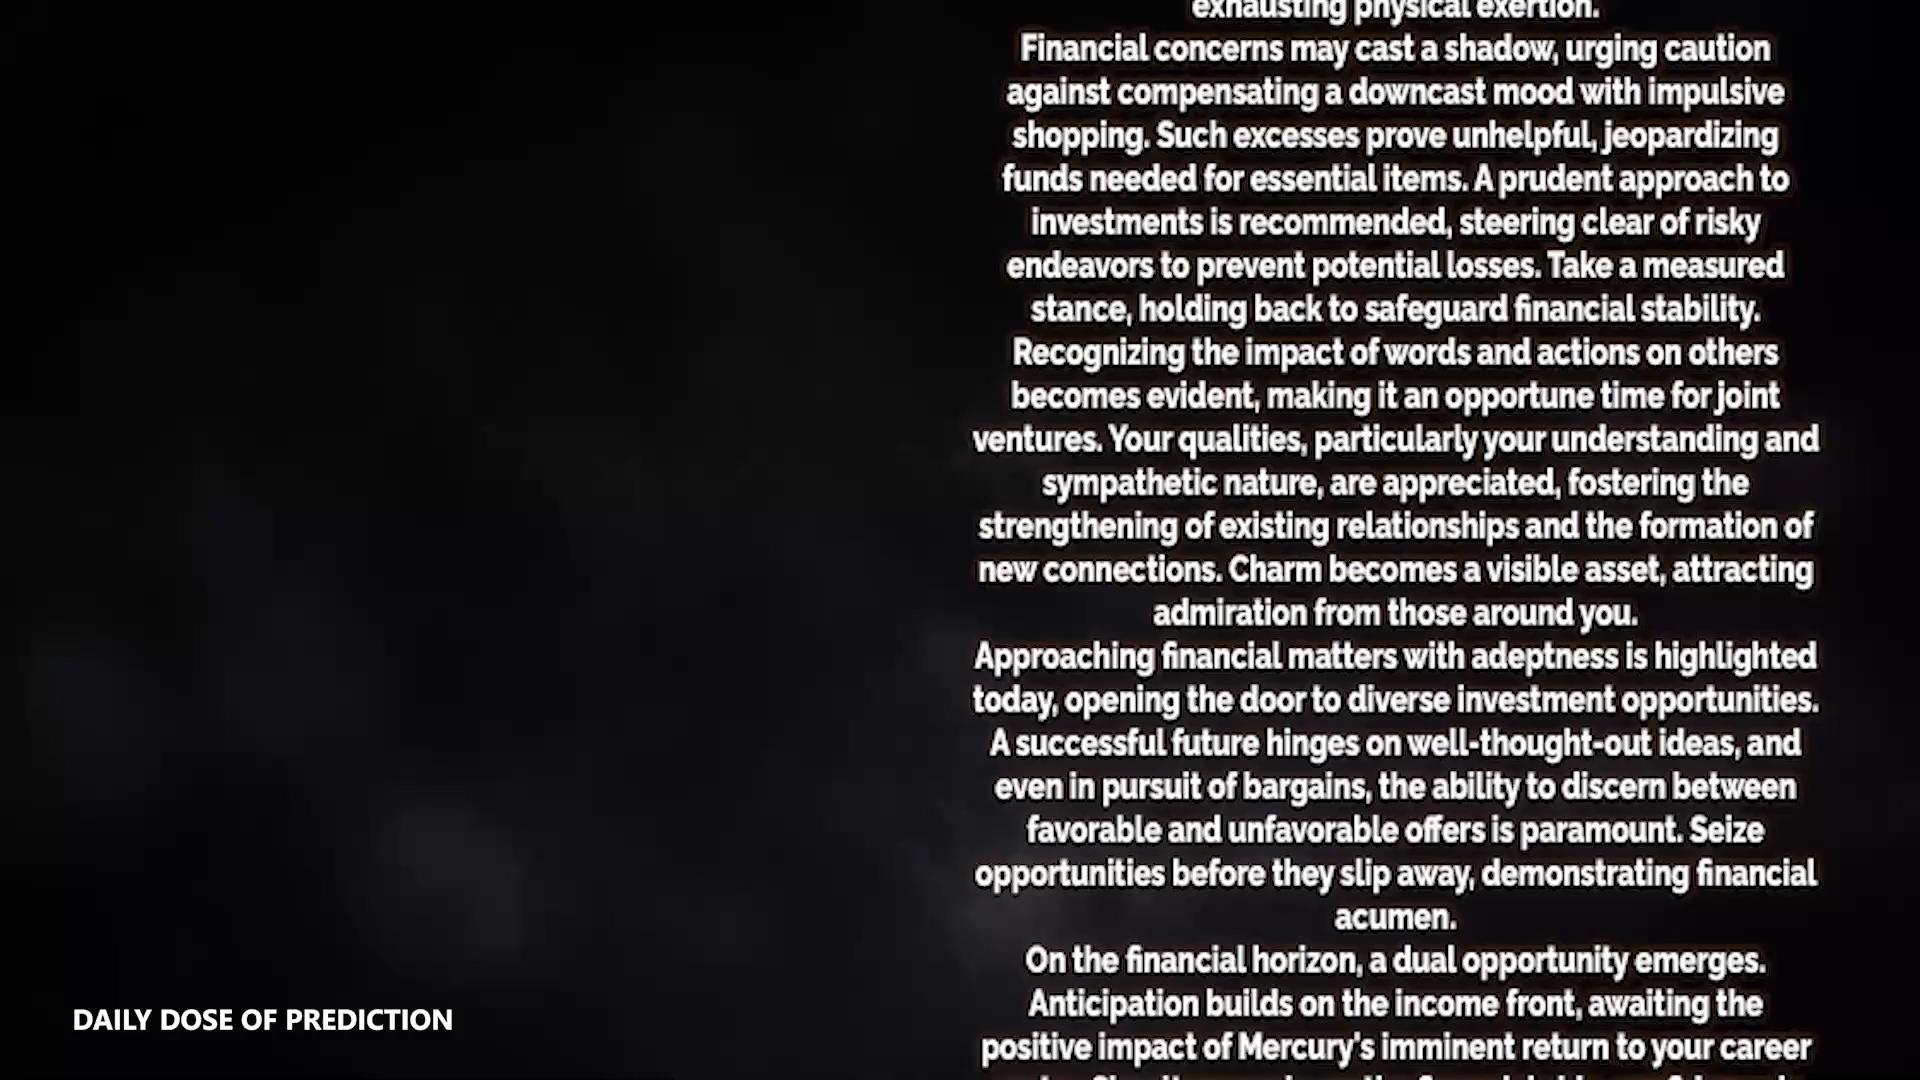 exhausting physical exertion.
Financial concerns may cast a shadow, urging caution
against compensating a downcast mood with impulsive
shopping. Such excesses prove unhelpful, jeopardizing
funds needed for essential items. A prudent approach to
investments is recommended, steering clear of risky
endeavors to prevent potential losses. Take a measured
stance, holding back to safeguard financial stability.
Recognizing the impact of words and actions on others
becomes evident, making it an opportune time for joint
ventures. Your qualities, particularly your understanding and
sympathetic nature, are appreciated, fostering the
strengthening of existing relationships and the formation of
new connections. Charm becomes a visible asset, attracting
admiration from those around you.
Approaching financial matters with adeptness is highlighted
today, opening the door to diverse investment opportunities.
A successful future hinges on well-thought-out ideas, and
even in pursuit of bargains, the ability to discern between
favorable and unfavorable offers is paramount. Seize
opportunities before they slip away, demonstrating financial
acumen.
On the financial horizon, a dual opportunity emerges.
Anticipation builds on the income front, awaiting the
positive impact of Mercury's imminent return to your career
DAILY DOSE OF PREDICTION